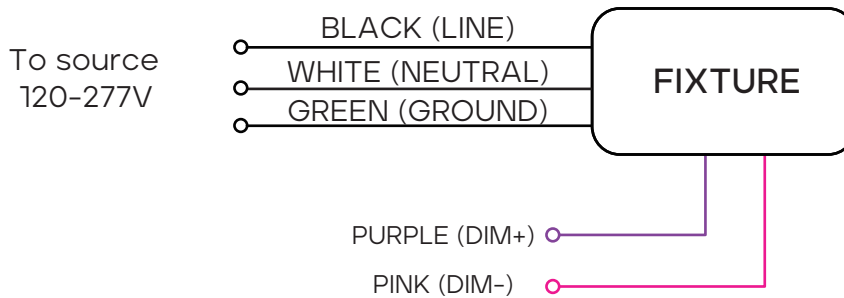 BLACK (LINE)
To source
120-277V
WHITE (NEUTRAL)
FIXTURE
GREEN (GROUND)
PURPLE (DIM+)
PINK (DIM-)